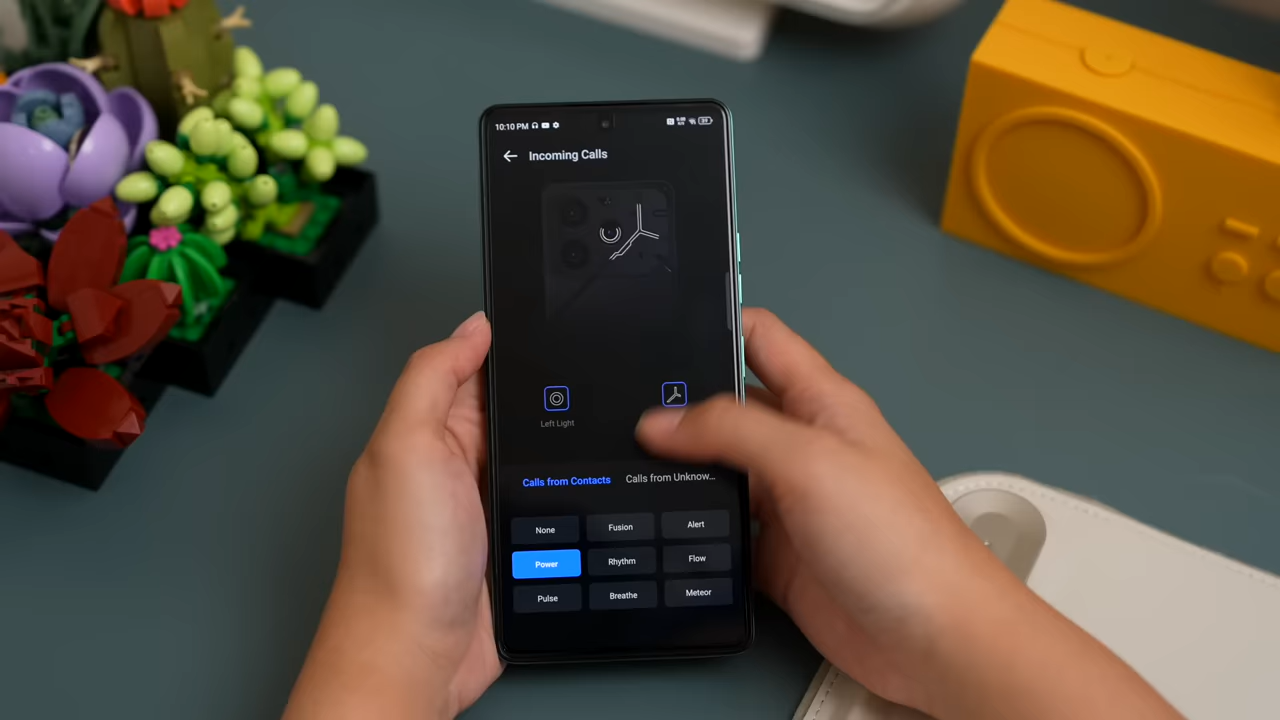 10:10 PM
Incoming Calls
Left Light
Calls from Contacts
Calls from Unknow...
None
Fusion
Alert
Power
Rhythm
Flow
Pulse
Breathe
Meteor